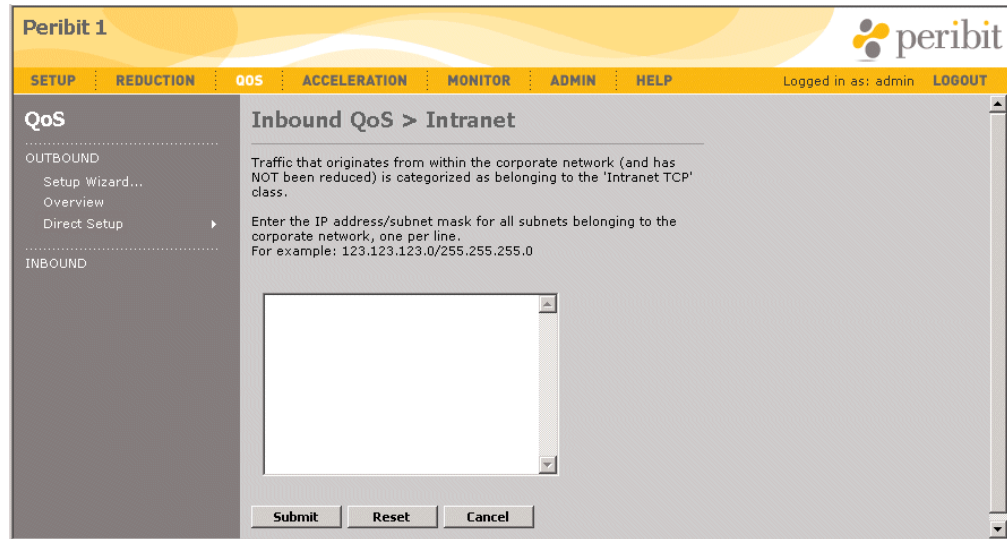 Peribit 1
peribit
SETUP REDUCTION QOS ACCELERATION MONITOR ADMIN HELP Logged in as: admin LOGOUT
QoS
OUTBOUND
Setup Wizard...
Overview
Direct Setup
INBOUND
Inbound QoS > Intranet
Traffic that originates from within the corporate network (and has
NOT been reduced) is categorized as belonging to the 'Intranet TCP'
class.
Enter the IP address/subnet mask for all subnets belonging to the
corporate network, one per line.
For example: 123.123.123.0/255.255.255.0
Submit Reset Cancel